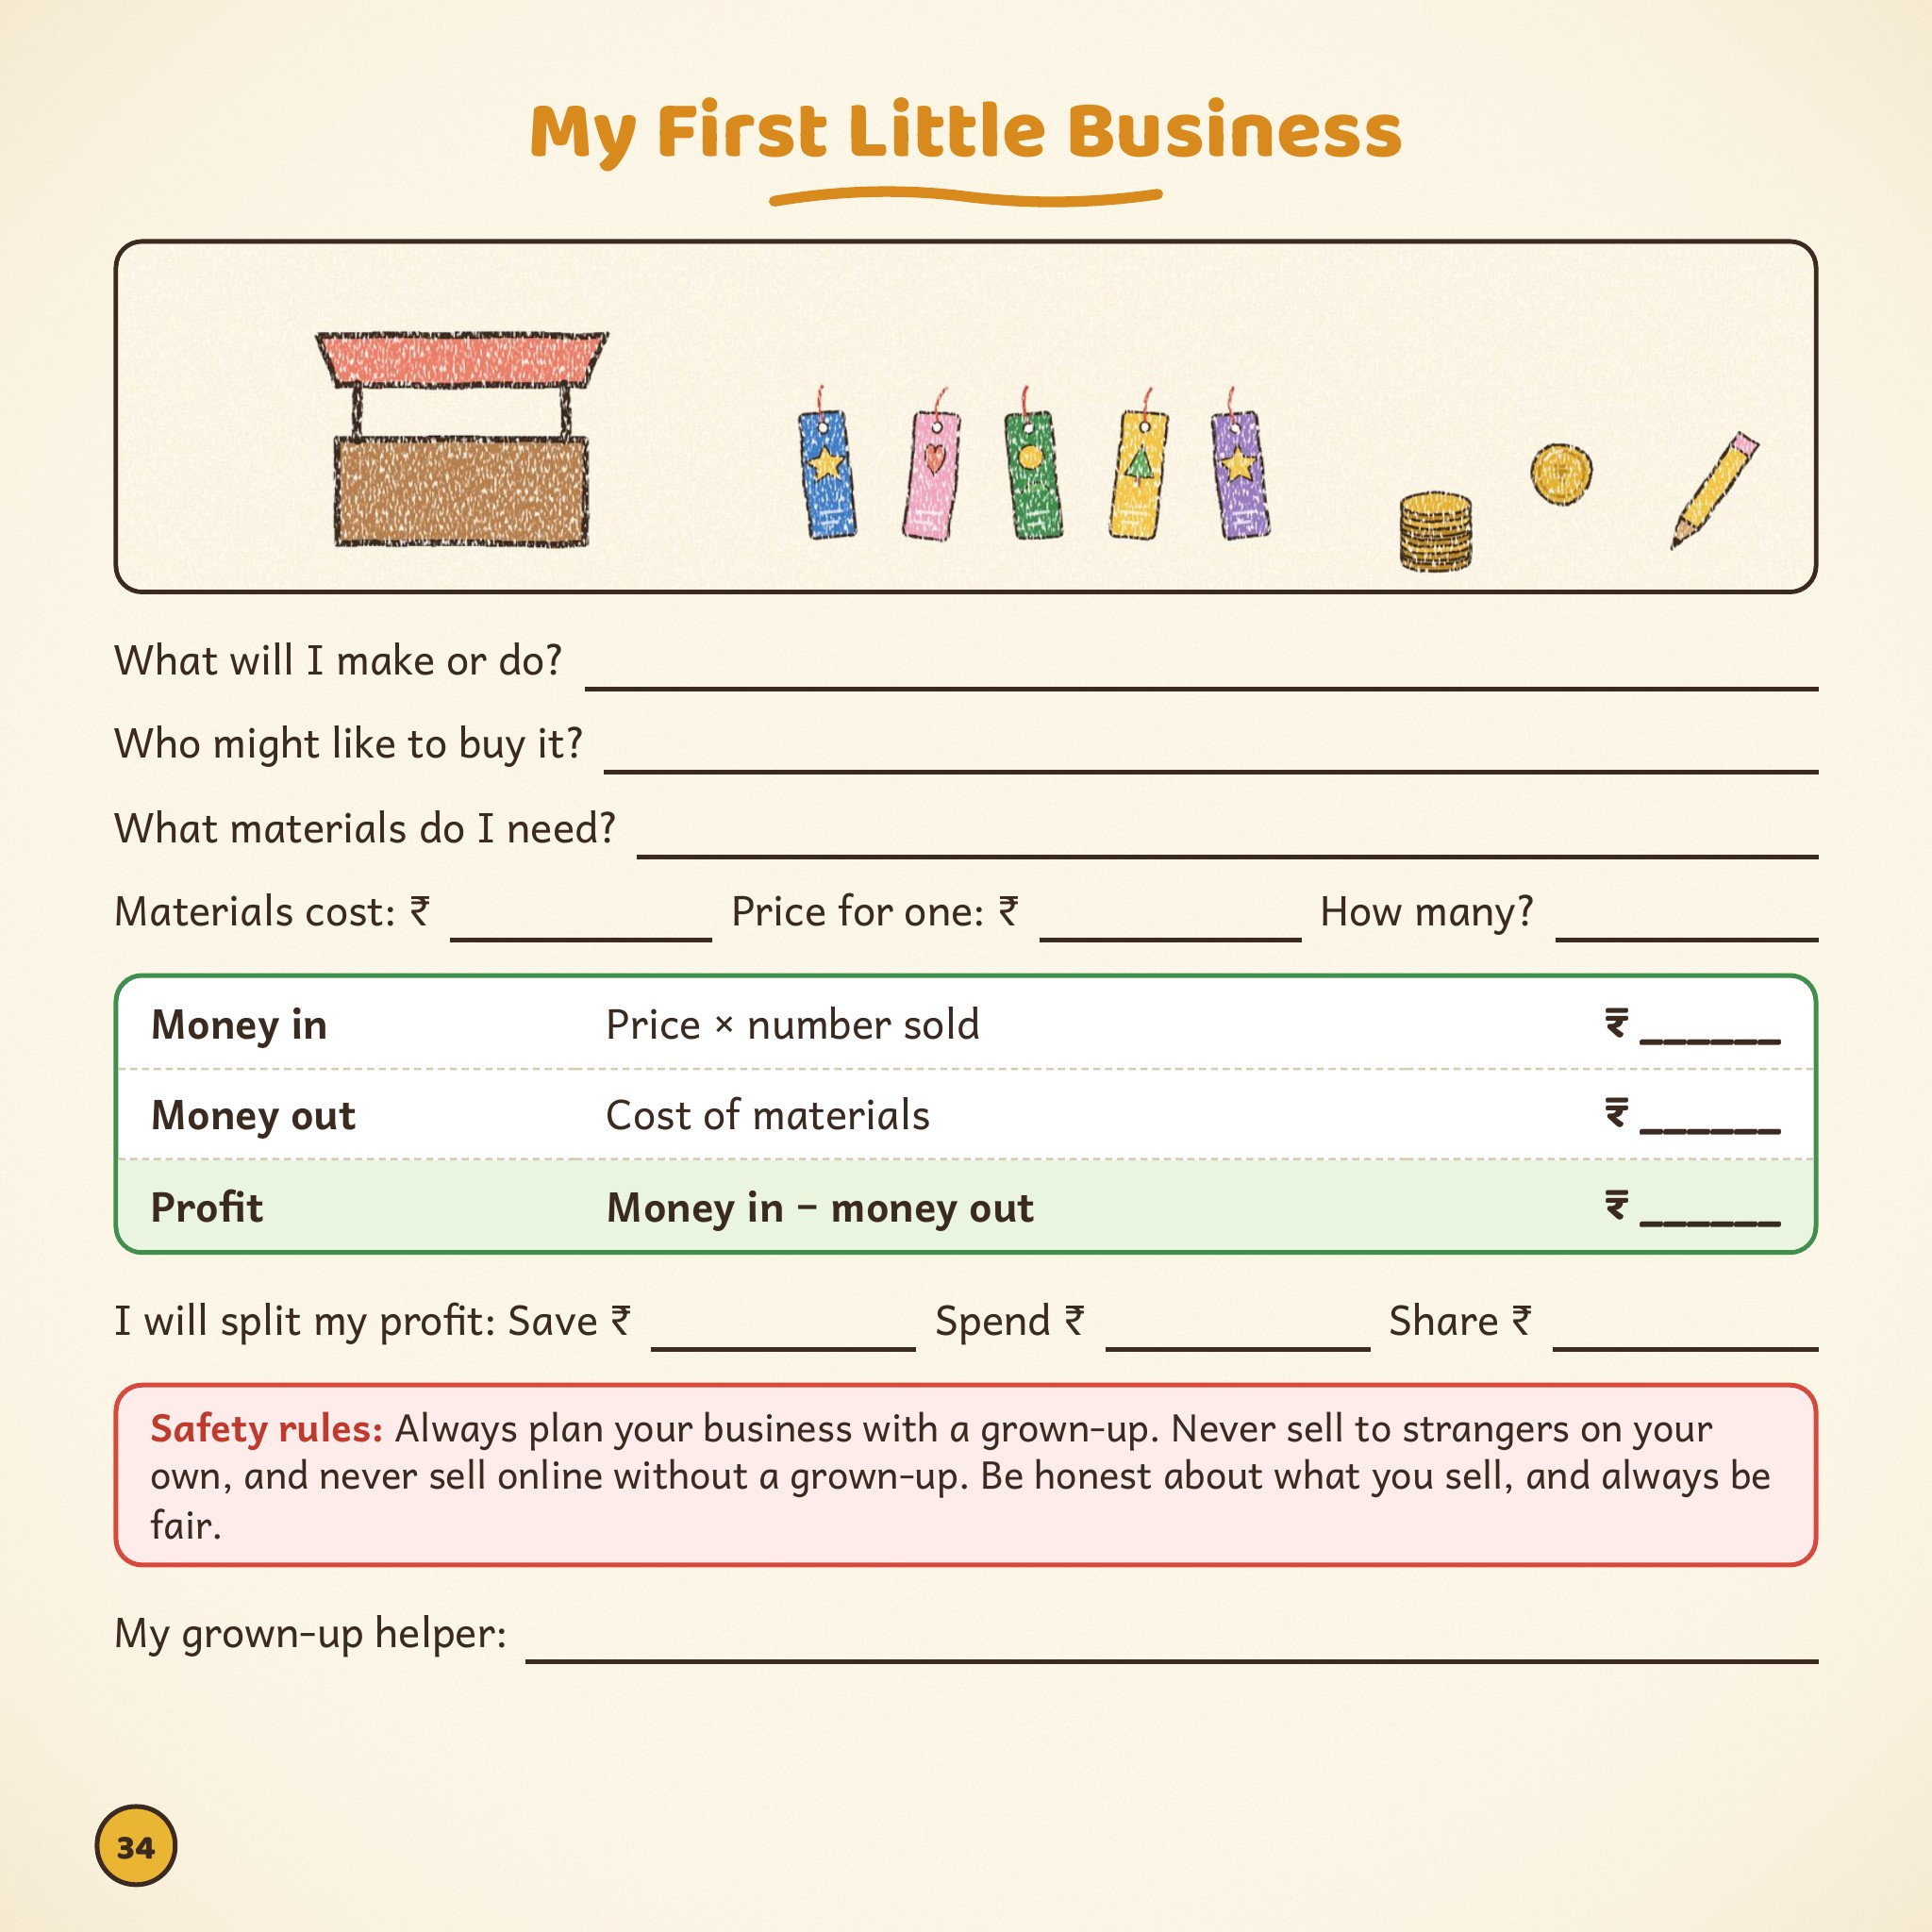 My First Little Business
What will I make or do?
Who might like to buy it?
What materials do I need?
Materials cost: ₹ Price for one: ₹ How many?
Money in Price × number sold ₹ ______
Money out Cost of materials ₹ ______
Profit Money in – money out ₹ ______
I will split my profit: Save ₹ Spend ₹ Share ₹
Safety rules: Always plan your business with a grown-up. Never sell to strangers on your
own, and never sell online without a grown-up. Be honest about what you sell, and always be
fair.
My grown-up helper:
34